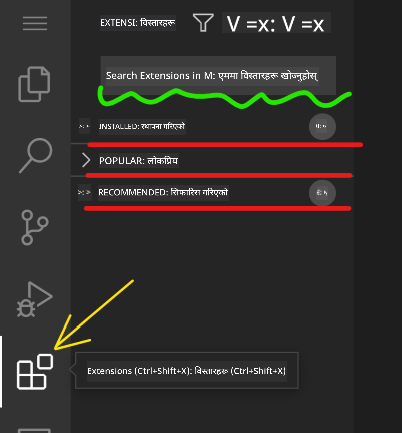 EXTENSI: विस्तारहरू
V =x: V =x
Search Extensions in M: एममा विस्तारहरू खोज्नुहोस्
INSTALLED: स्थापना गरिएको
POPULAR: लोकप्रिय
RECOMMENDED: सिफारिस गरिएको
Extensions (Ctrl+Shift+X): विस्तारहरू (Ctrl+Shift+X)